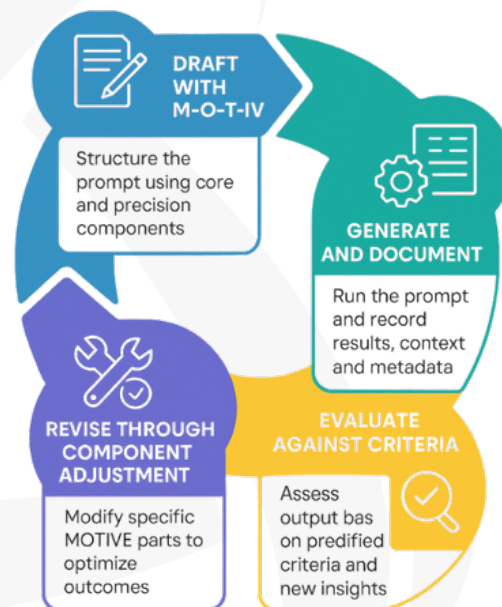 DRAFT
WITH
M-O-T-IV
Structure the
prompt using core
and precision
components
GENERATE
AND DOCUMENT
Run the prompt
and record
results, context
and metadata
EVALUATE
AGAINST CRITERIA
Assess
output bas
on predified
criteria and
new insights
REVISE THROUGH
COMPONENT
ADJUSTMENT
Modify specific
MOTIVE parts to
optimize
outcomes